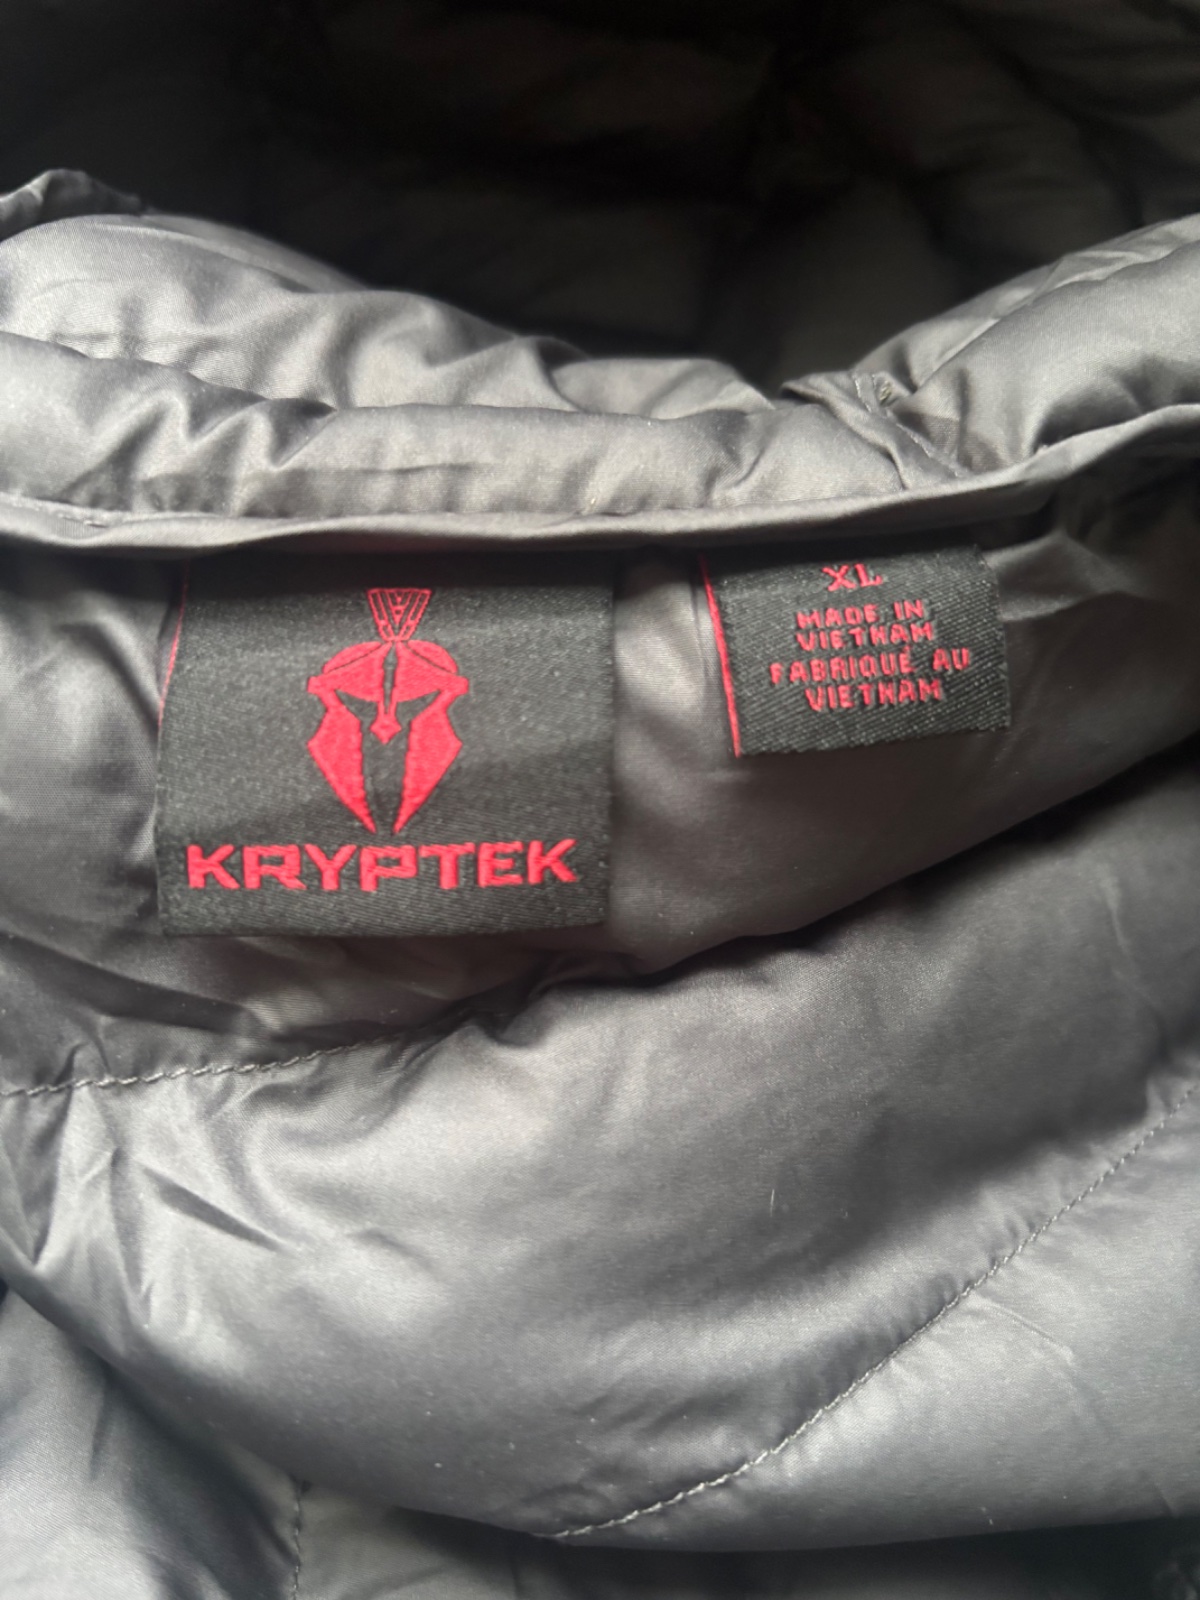 KRYPTEK
XL
MADE IN
VIETNAM
FABRIQUÉ AU
VIETNAM